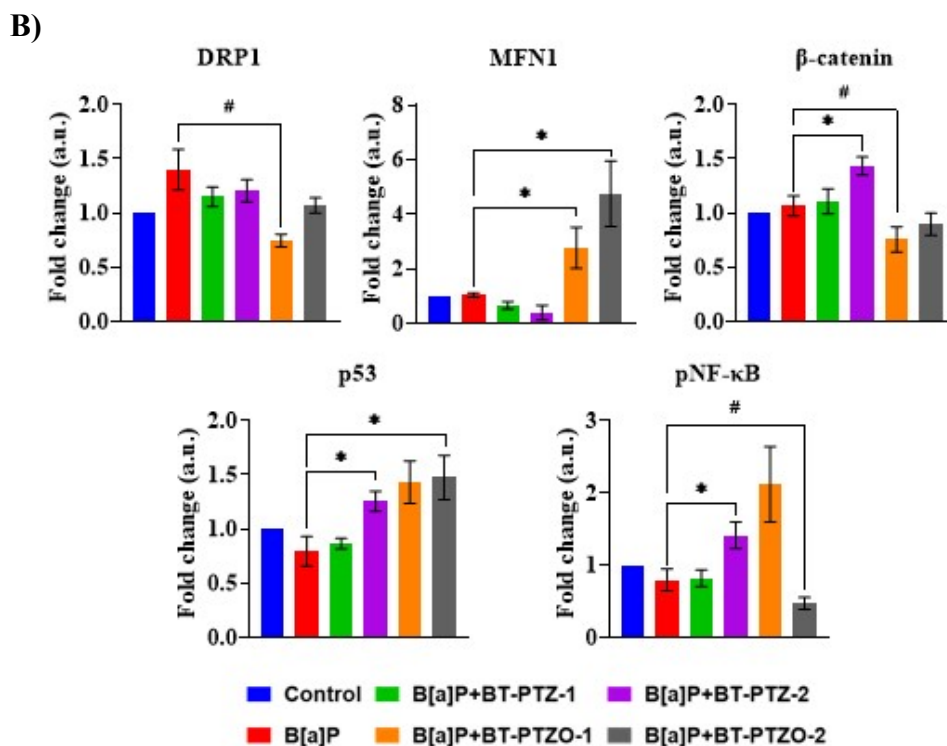 B)
DRP1
Fold change (a.u.)
2.0
1.5
1.0
0.5
0.0
#
MFN1
Fold change (a.u.)
8
6
4
2
0
*
*
β-catenin
Fold change (a.u.)
2.0
1.5
1.0
0.5
0.0
#
*
p53
Fold change (a.u.)
2.0
1.5
1.0
0.5
0.0
*
*
pNF-κB
Fold change (a.u.)
3
2
1
0
#
*
Control B[a]P+BT-PTZ-1 B[a]P+BT-PTZ-2
B[a]P B[a]P+BT-PTZO-1 B[a]P+BT-PTZO-2